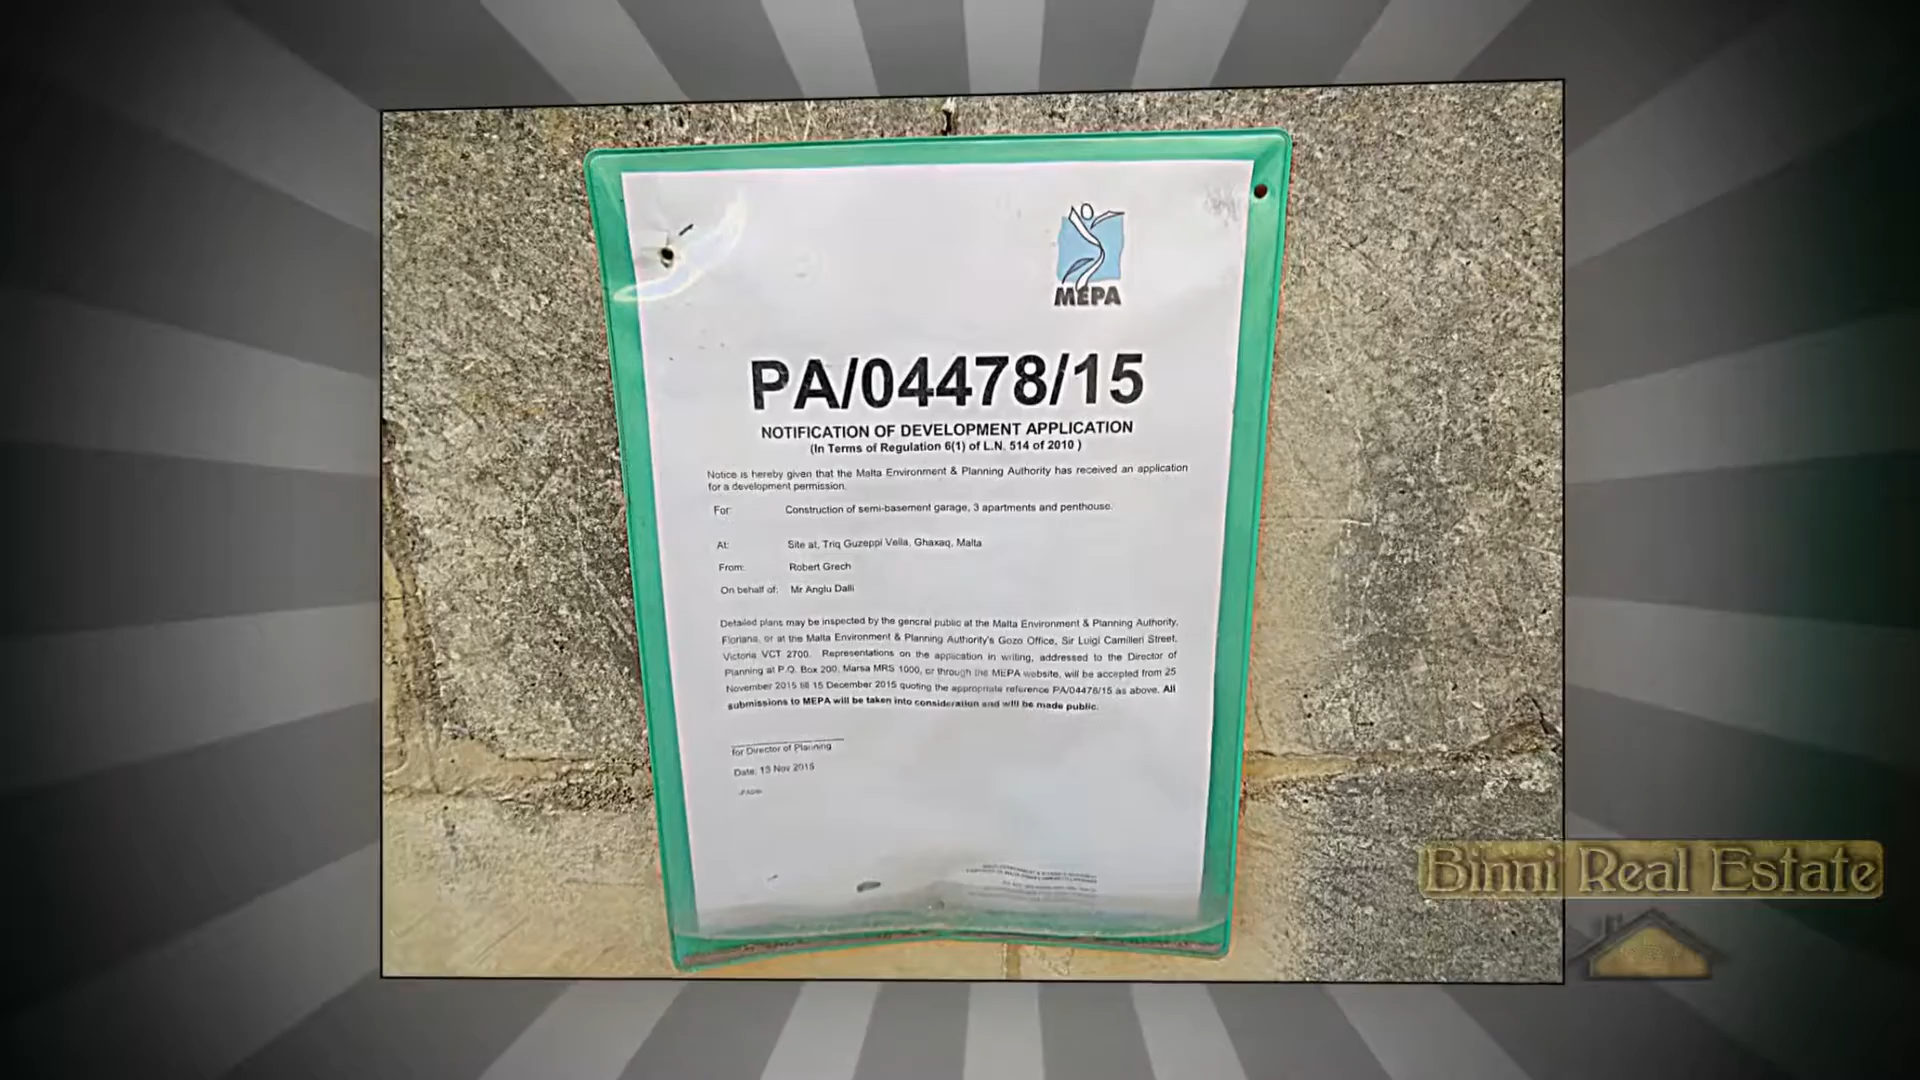 MEPA
PA/04478/15
NOTIFICATION OF DEVELOPMENT APPLICATION
(In Terms of Regulation 6(1) of L.N. 514 of 2010 )
Notice is hereby given that the Malta Environment & Planning Authority has received an application
for a development permission.
For: Construction of semi-basement garage, 3 apartments and penthouse.
At: Site at, Triq Guzeppi Vella, Ghaxaq, Malta
From: Robert Grech
On behalf of: Mr Anglu Dalli
Detailed plans may be inspected by the general public at the Malta Environment & Planning Authority,
Floriana, or at the Malta Environment & Planning Authority's Gozo Office, Sir Luigi Camilleri Street,
Victoria VCT 2700. Representations on the application in writing, addressed to the Director of
Planning at P.O. Box 200, Marsa MRS 1000, or through the MEPA website, will be accepted from 25
November 2015 till 15 December 2015 quoting the appropriate reference PA/04478/15 as above. All
submissions to MEPA will be taken into consideration and will be made public.
for Director of Planning
Date: 13 Nov 2015
Binni Real Estate